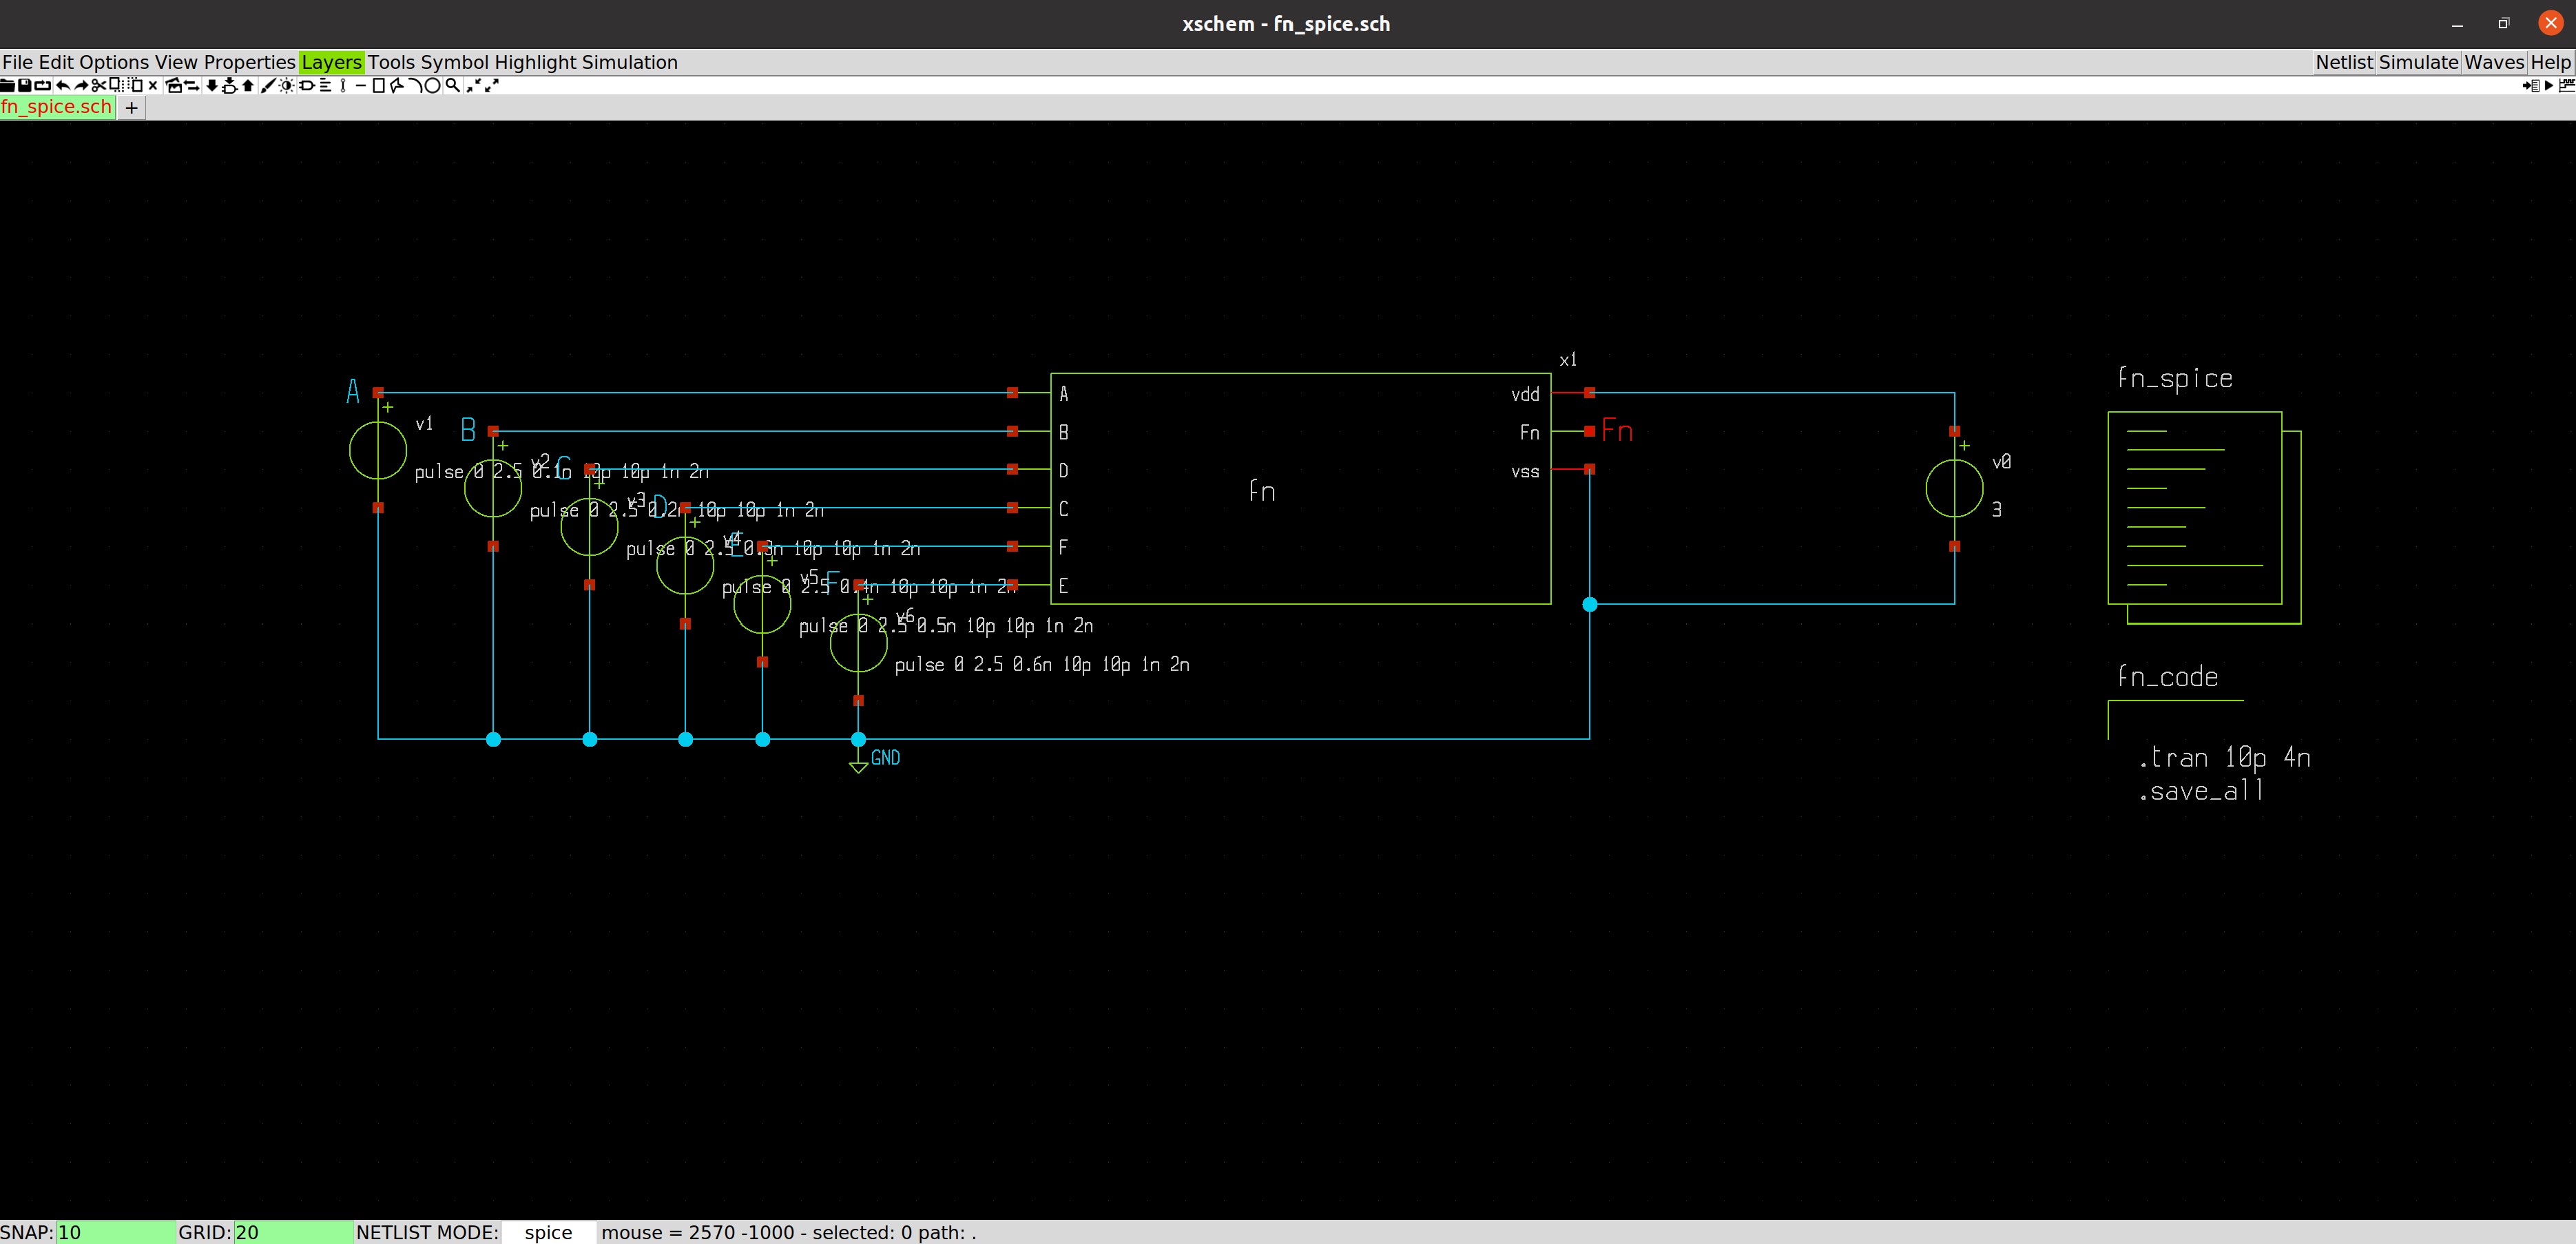 xschem - fn_spice.sch
File Edit Options View Properties Layers Tools Symbol Highlight Simulation Netlist Simulate Waves Help
fn_spice.sch +
x1
fn_spice
A
A
vdd
v1
B
B
Fn
Fn
v0
pulse 0 2.5 0.1n 10p 10p 1n 2n
v2
C
D
vss
fn
3
pulse 0 2.5 0.2n 10p 10p 1n 2n
v3
D
C
pulse 0 2.5 0.3n 10p 10p 1n 2n
v4
E
F
pulse 0 2.5 0.4n 10p 10p 1n 2n
v5
F
E
pulse 0 2.5 0.5n 10p 10p 1n 2n
v6
pulse 0 2.5 0.6n 10p 10p 1n 2n
GND
fn_code
.tran 10p 4n
.save_all
SNAP: 10 GRID: 20 NETLIST MODE: spice mouse = 2570 -1000 - selected: 0 path: .